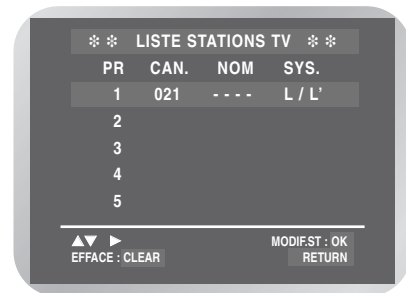 ❇ ❇ LISTE STATIONS TV ❇ ❇
PR CAN. NOM SYS.
1 021 - - - - L / L’
2
3
4
5
▲▼ ► MODIF.ST : OK
EFFACE : CLEAR RETURN